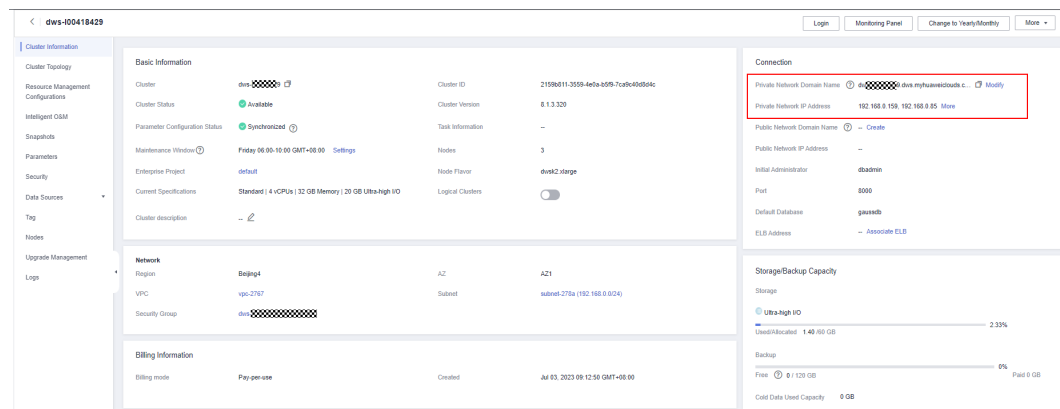 dws-l00418429
Login
Monitoring Panel
Change to Yearly/Monthly
More
Cluster Information
Cluster Topology
Resource Management
Configurations
Intelligent O&M
Snapshots
Parameters
Security
Data Sources
Tag
Nodes
Upgrade Management
Logs
Basic Information
Cluster dws- 9 Cluster ID 2159b811-3559-4e0a-b5f9-7ca9c40d8d4c
Cluster Status Available Cluster Version 8.1.3.320
Parameter Configuration Status Synchronized Task Information --
Maintenance Window Friday 06:00-10:00 GMT+08:00 Settings Nodes 3
Enterprise Project default Node Flavor dwsk2.xlarge
Current Specifications Standard | 4 vCPUs | 32 GB Memory | 20 GB Ultra-high I/O Logical Clusters
Cluster description --
Network
Region Beijing4 AZ AZ1
VPC vpc-2767 Subnet subnet-278a (192.168.0.0/24)
Security Group dws-
Billing Information
Billing mode Pay-per-use Created Jul 03, 2023 09:12:50 GMT+08:00
Connection
Private Network Domain Name 9.dws.myhuaweiclouds.c... Modify
Private Network IP Address 192.168.0.159, 192.168.0.85 More
Public Network Domain Name -- Create
Public Network IP Address --
Initial Administrator dbadmin
Port 8000
Default Database gaussdb
ELB Address -- Associate ELB
Storage/Backup Capacity
Storage
Ultra-high I/O
2.33%
Used/Allocated 1.40 /60 GB
Backup
0%
Free 0 / 120 GB Paid 0 GB
Cold Data Used Capacity 0 GB